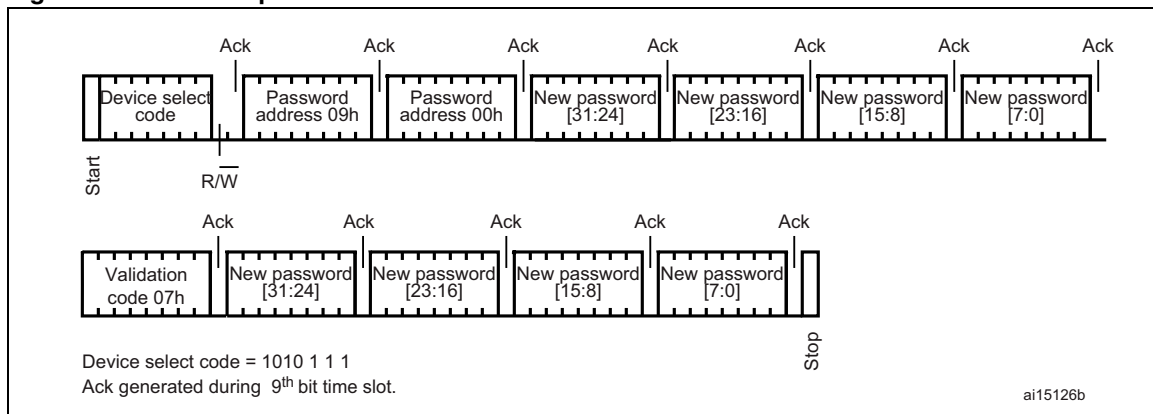 Ack Ack Ack Ack Ack Ack Ack
Device select
code
Password
address 09h
Password
address 00h
New password
[31:24]
New password
[23:16]
New password
[15:8]
New password
[7:0]
Start
R/W
Ack Ack Ack Ack Ack
Validation
code 07h
New password
[31:24]
New password
[23:16]
New password
[15:8]
New password
[7:0]
Stop
Device select code = 1010 1 1 1
Ack generated during 9th bit time slot.
ai15126b